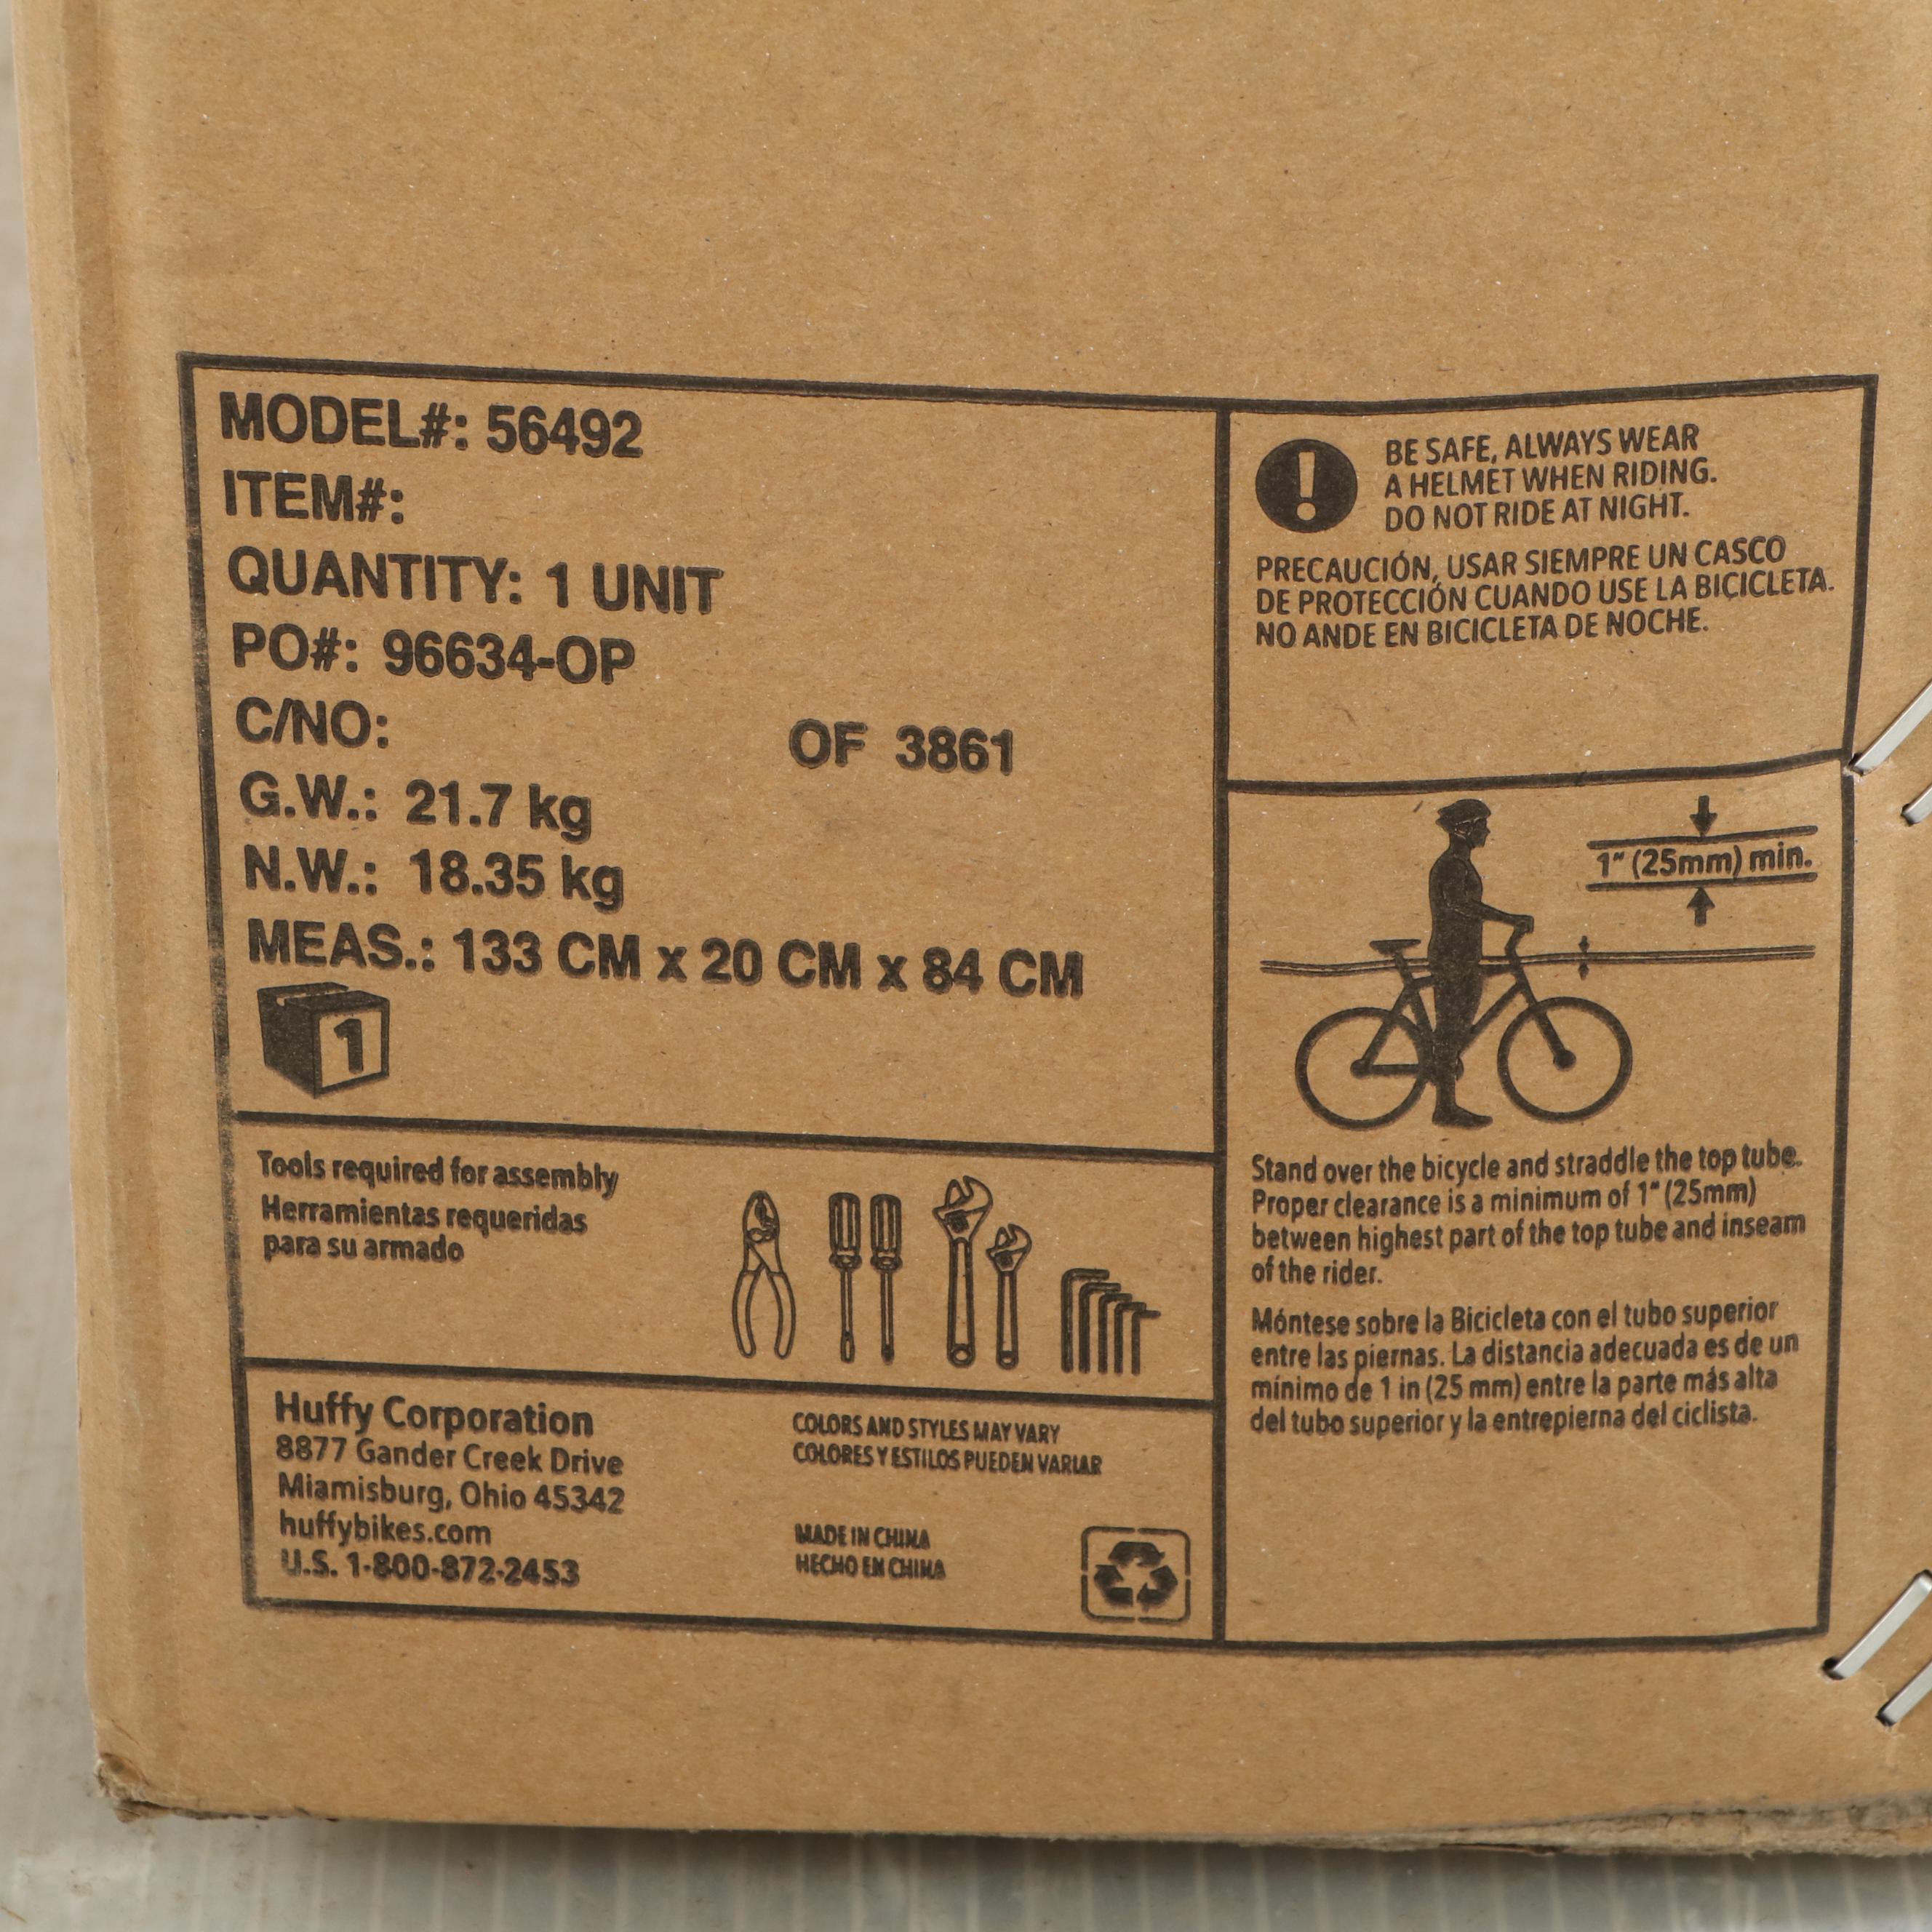 MODEL#: 56492
ITEM#:
QUANTITY: 1 UNIT
PO#: 96634-OP
C/NO: OF 3861
G.W.: 21.7 kg
N.W.: 18.35 kg
MEAS.: 133 CM x 20 CM x 84 CM
1
Tools required for assembly
Herramientas requeridas
para su armado
Huffy Corporation
8877 Gander Creek Drive
Miamisburg, Ohio 45342
huffybikes.com
U.S. 1-800-872-2453
COLORS AND STYLES MAY VARY
COLORES Y ESTILOS PUEDEN VARIAR
MADE IN CHINA
HECHO EN CHINA
BE SAFE, ALWAYS WEAR
A HELMET WHEN RIDING.
DO NOT RIDE AT NIGHT.
PRECAUCIÓN, USAR SIEMPRE UN CASCO
DE PROTECCIÓN CUANDO USE LA BICICLETA.
NO ANDE EN BICICLETA DE NOCHE.
1" (25mm) min.
Stand over the bicycle and straddle the top tube.
Proper clearance is a minimum of 1" (25mm)
between highest part of the top tube and inseam
of the rider.
Móntese sobre la Bicicleta con el tubo superior
entre las piernas. La distancia adecuada es de un
mínimo de 1 in (25 mm) entre la parte más alta
del tubo superior y la entrepierna del ciclista.